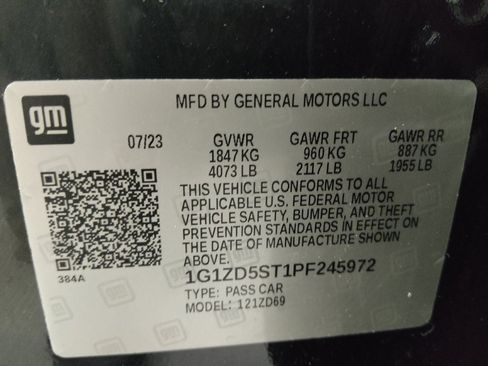 gm
MFD BY GENERAL MOTORS LLC
07/23 GVWR GAWR FRT GAWR RR
1847 KG 960 KG 887 KG
4073 LB 2117 LB 1955 LB
THIS VEHICLE CONFORMS TO ALL
APPLICABLE U.S. FEDERAL MOTOR
VEHICLE SAFETY, BUMPER, AND THEFT
PREVENTION STANDARDS IN EFFECT ON
THE DATE OF MANUFACTURE SHOWN
ABOVE.
384A
1G1ZD5ST1PF245972
TYPE: PASS CAR
MODEL: 121ZD69